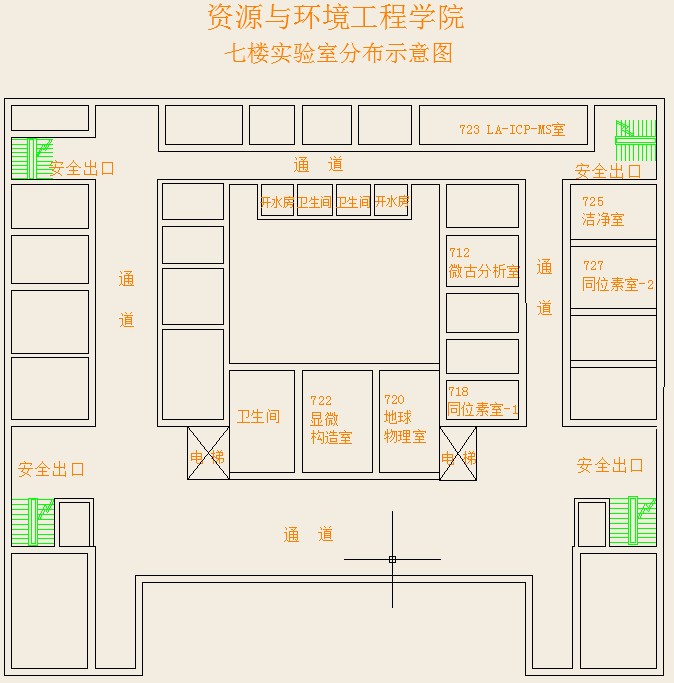 资源与环境工程学院
七楼实验室分布示意图
723 LA-ICP-MS室
通 道
安全出口
安全出口
开水房
卫生间
卫生间
开水房
725
洁净室
712
微古分析室
727
同位素室-2
通
道
通
道
718
同位素室-1
卫生间
722
显微
构造室
720
地球
物理室
电 梯
电 梯
安全出口
安全出口
通 道